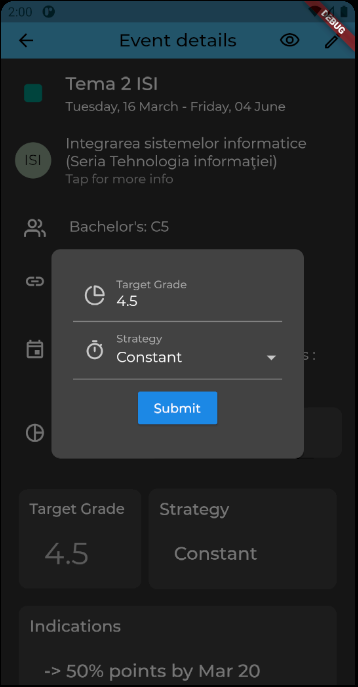 2:00
DEBUG
Event details
Tema 2 ISI
Tuesday, 16 March - Friday, 04 June
ISI
Integrarea sistemelor informatice
(Seria Tehnologia informației)
Tap for more info
Bachelor's: C5
Target Grade
4.5
s :
Strategy
Constant
Submit
Target Grade
4.5
Strategy
Constant
Indications
-> 50% points by Mar 20